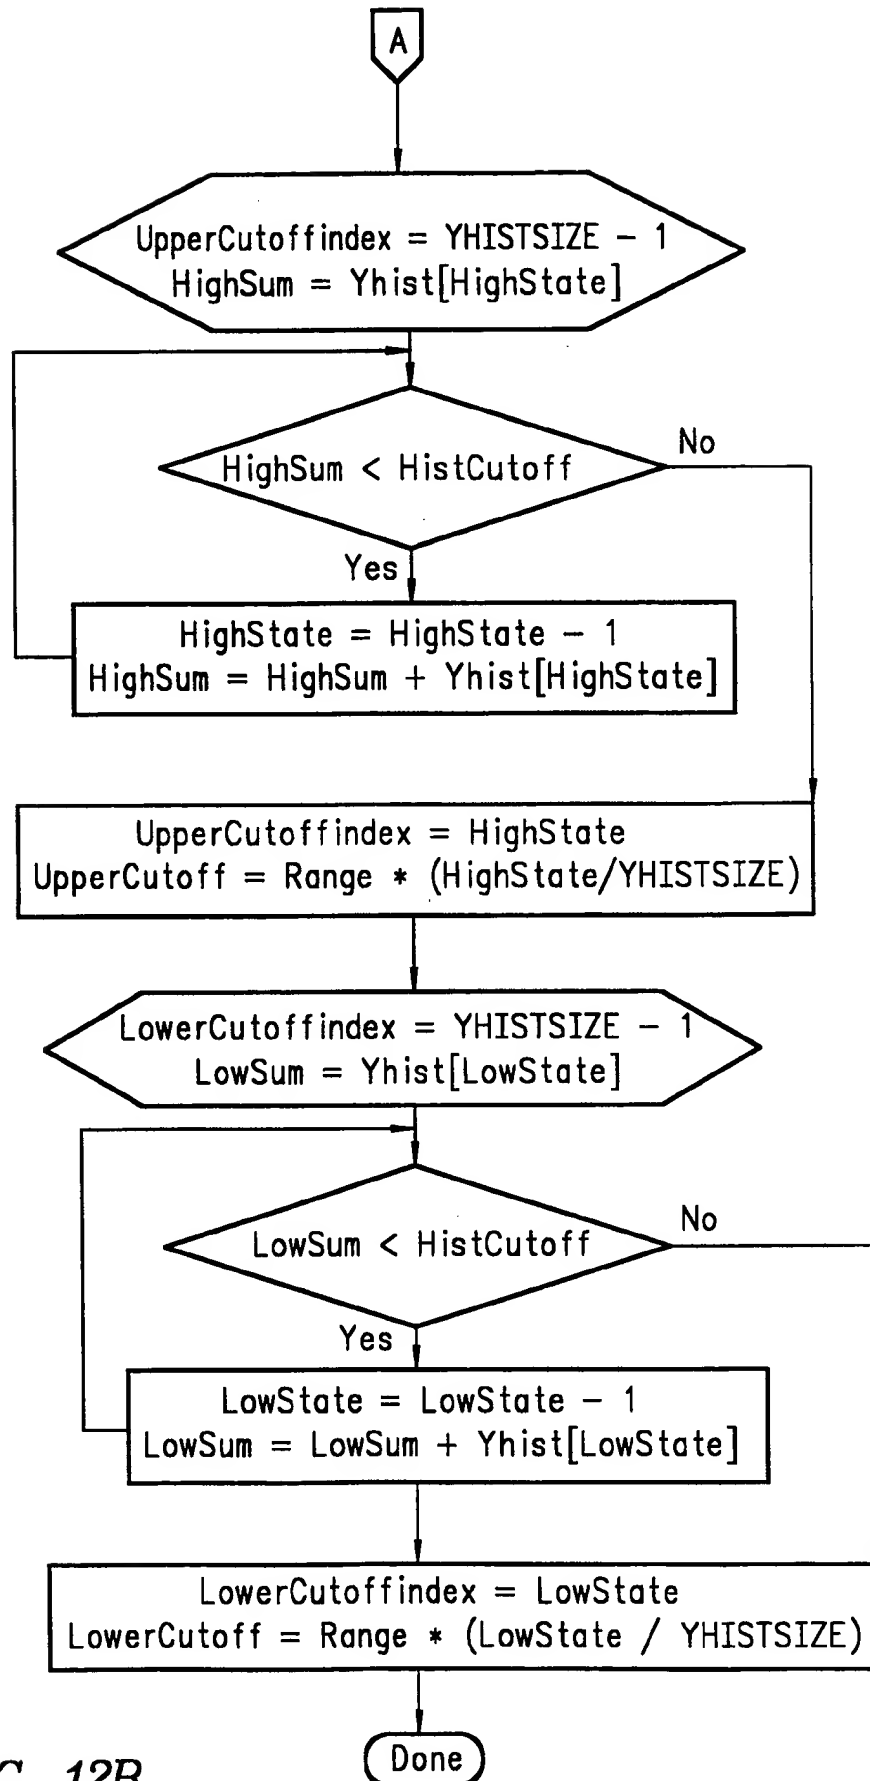 A
UpperCutoffindex = YHISTSIZE - 1
HighSum = Yhist[HighState]
HighSum < HistCutoff
No
Yes
HighState = HighState - 1
HighSum = HighSum + Yhist[HighState]
UpperCutoffindex = HighState
UpperCutoff = Range * (HighState/YHISTSIZE)
LowerCutoffindex = YHISTSIZE - 1
LowSum = Yhist[LowState]
LowSum < HistCutoff
No
Yes
LowState = LowState - 1
LowSum = LowSum + Yhist[LowState]
LowerCutoffindex = LowState
LowerCutoff = Range * (LowState / YHISTSIZE)
Done
12B